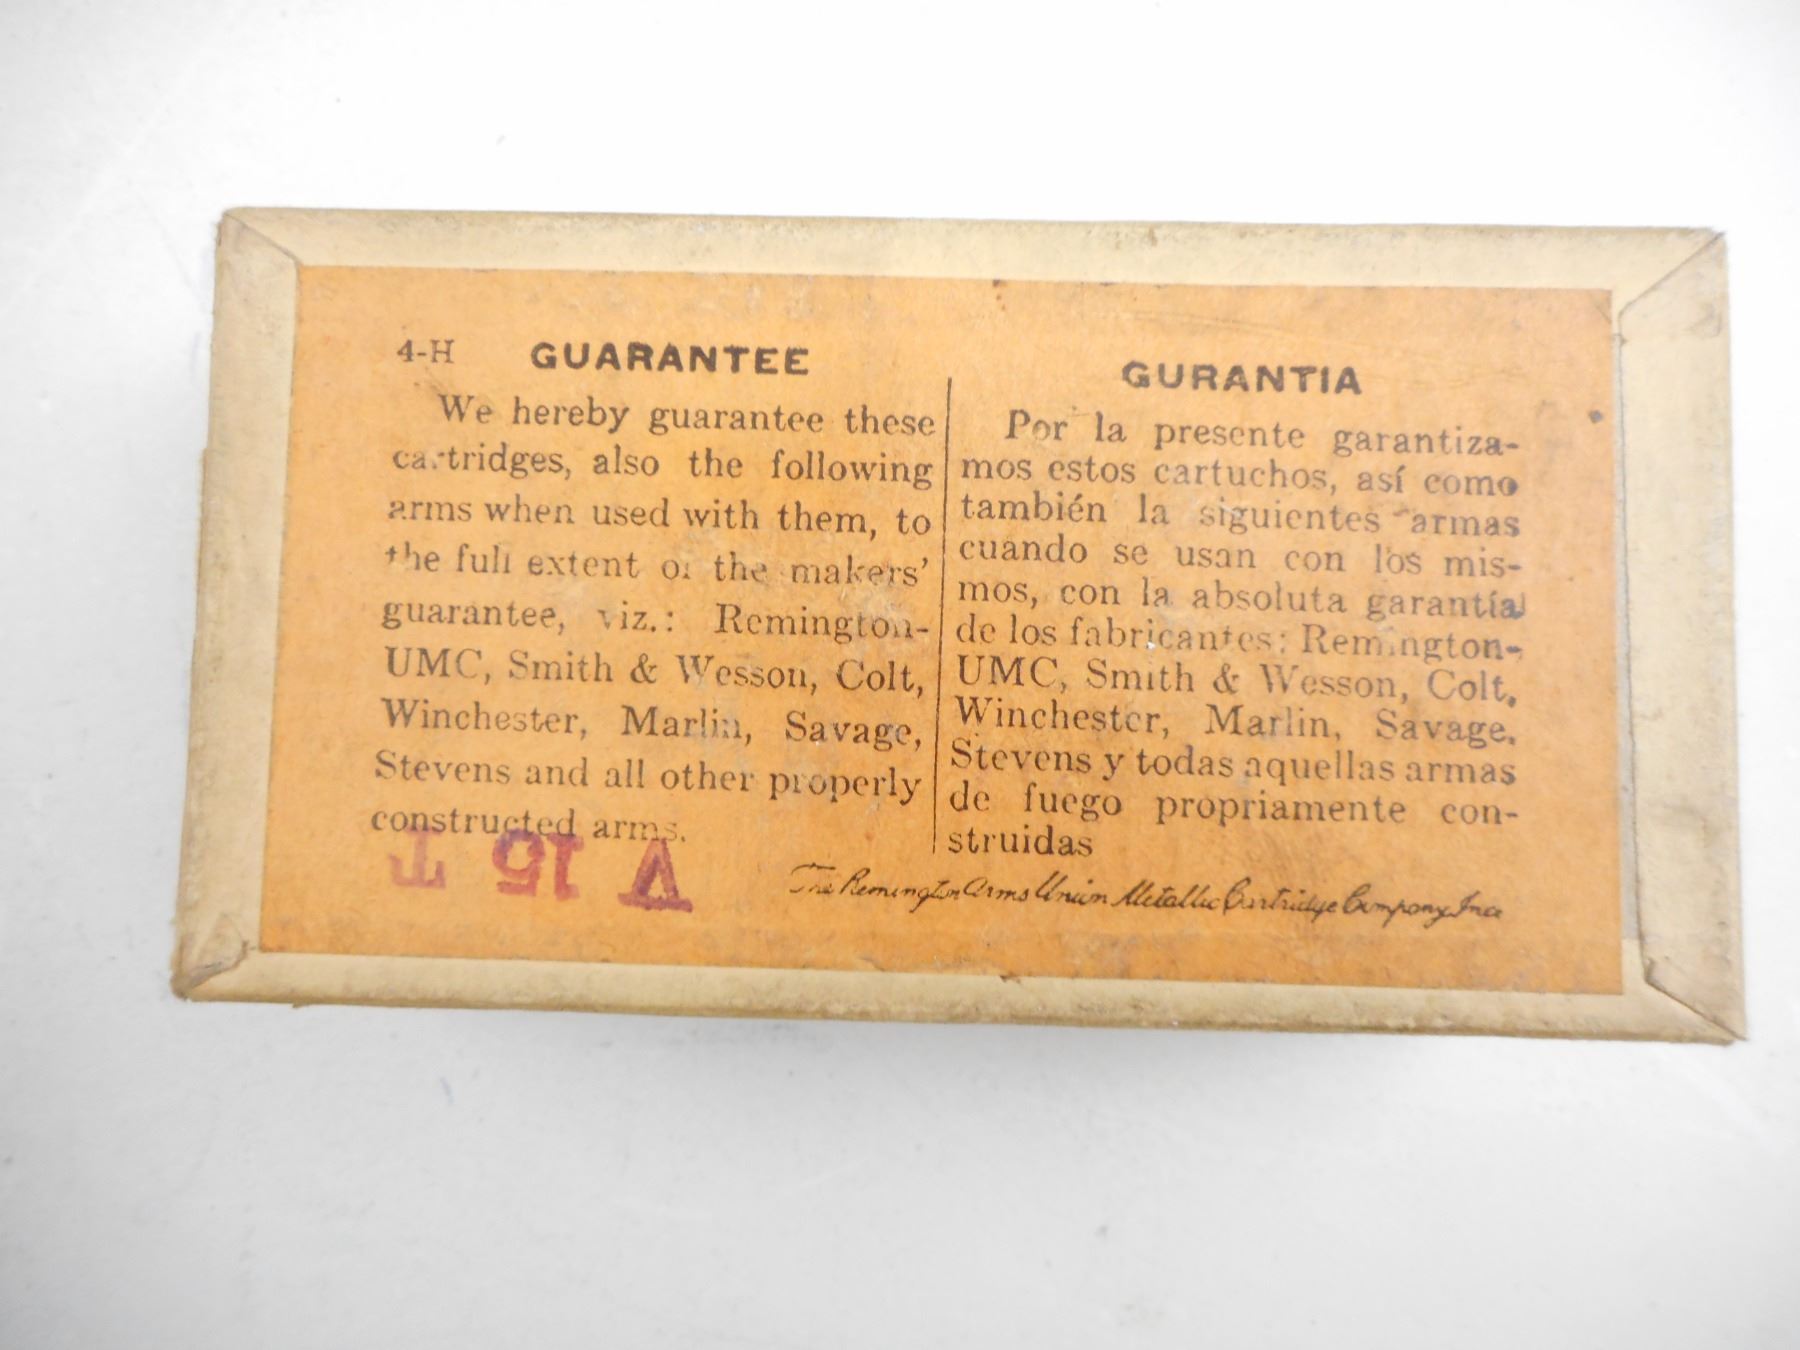 4-H GUARANTEE
We hereby guarantee these
cartridges, also the following
arms when used with them, to
the full extent of the makers'
guarantee, viz.: Remington-
UMC, Smith & Wesson, Colt,
Winchester, Marlin, Savage,
Stevens and all other properly
constructed arms.
GURANTIA
Por la presente garantiza-
mos estos cartuchos, así como
también la siguientes armas
cuando se usan con los mis-
mos, con la absoluta garantía
de los fabricantes: Remington-
UMC, Smith & Wesson, Colt,
Winchester, Marlin, Savage,
Stevens y todas aquellas armas
de fuego propriamente con-
struidas
The Remington Arms Union Metallic Cartridge Company Inc
V 15 T